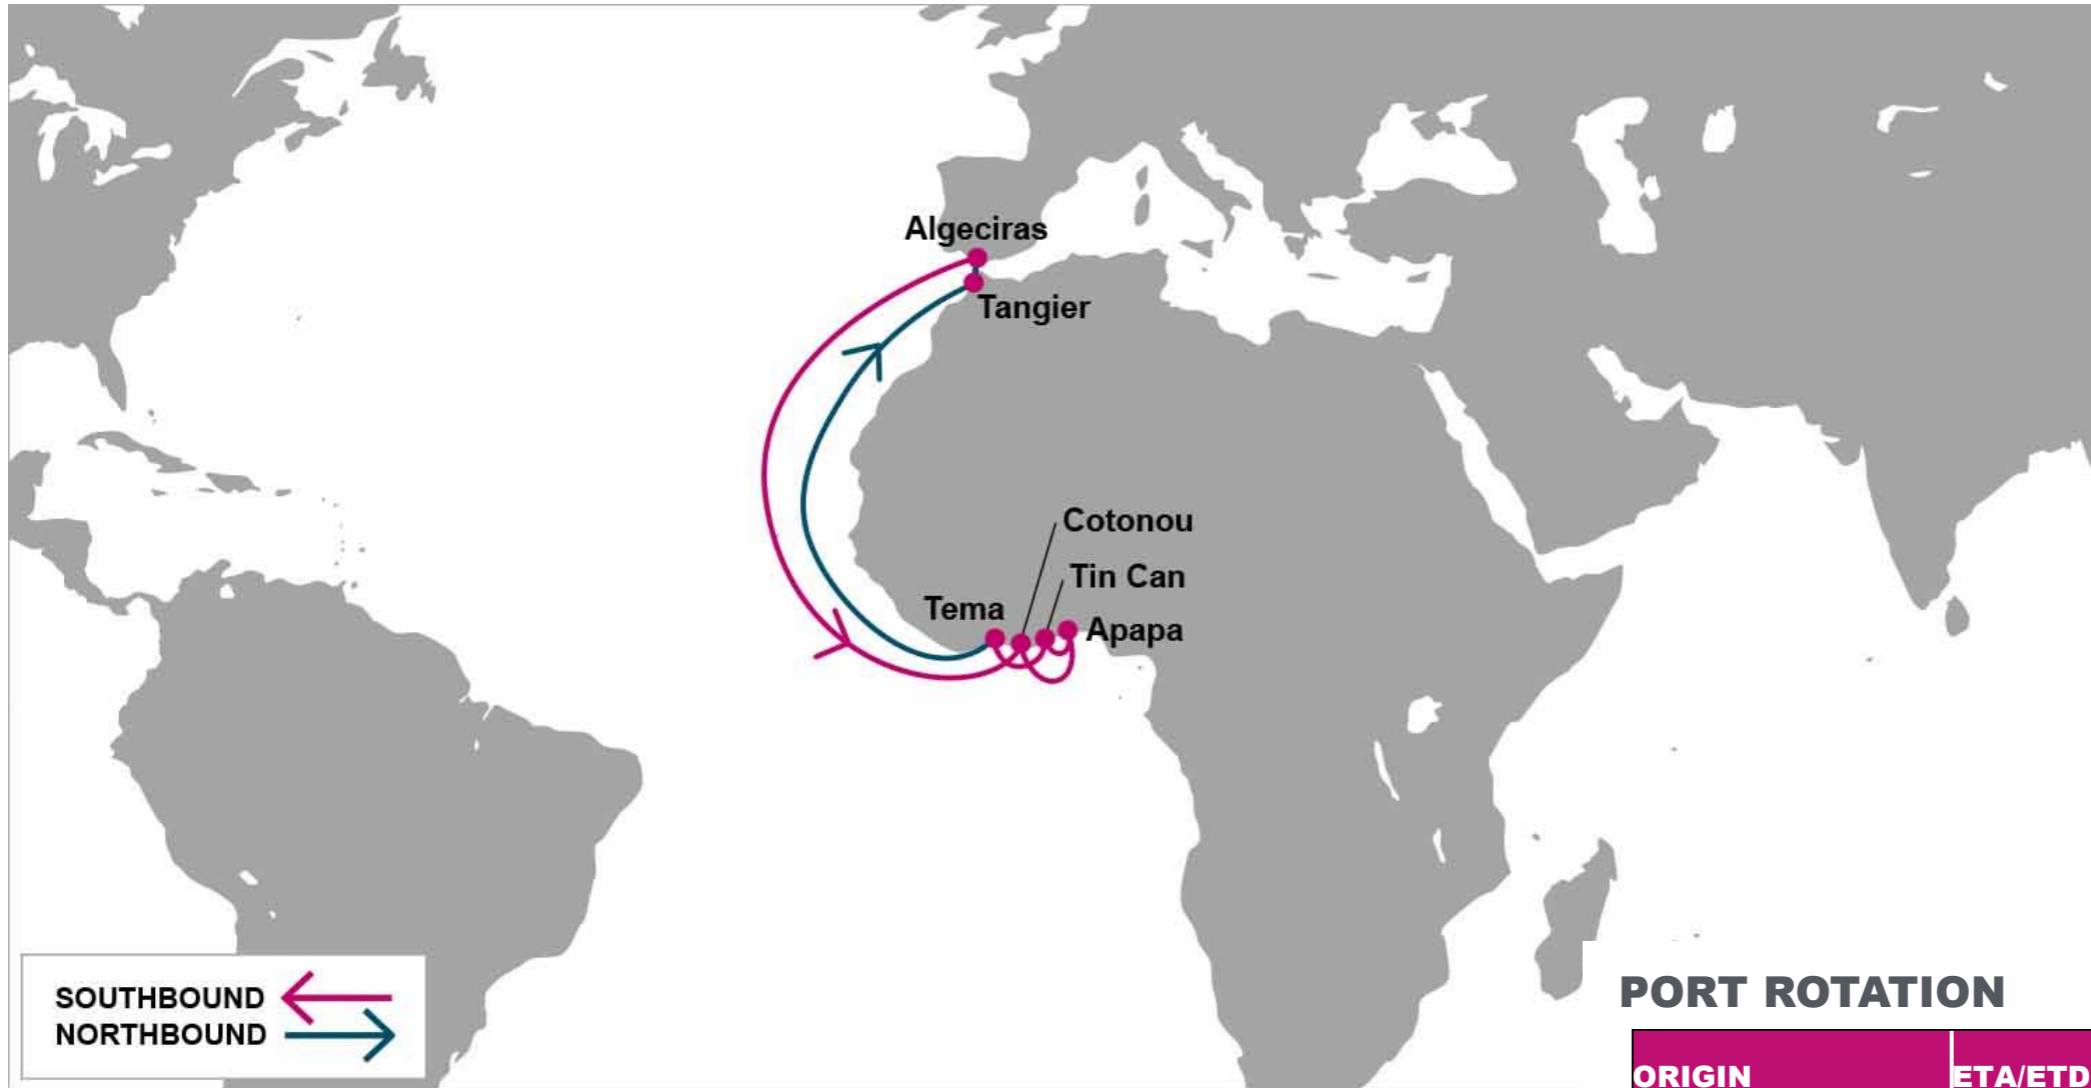 Algeciras
Tangier
Cotonou
Tin Can
Tema
Apapa
SOUTHBOUND
NORTHBOUND
PORT ROTATION
ORIGIN ETA/ETD